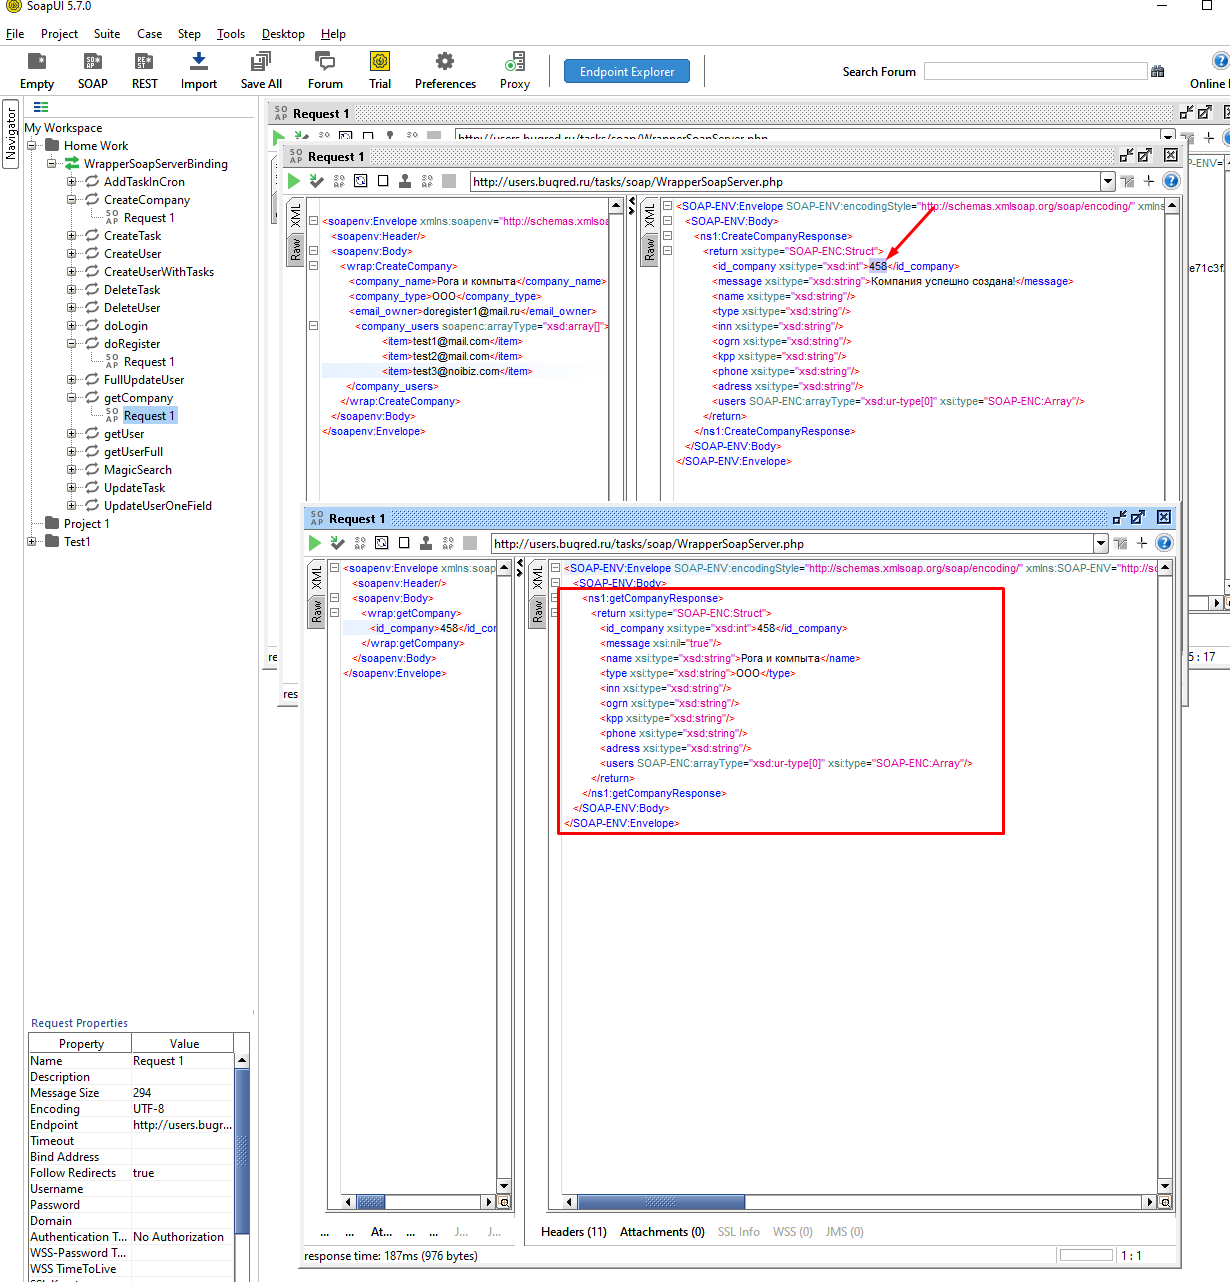 SoapUI 5.7.0
File Project Suite Case Step Tools Desktop Help
Empty SOAP REST Import Save All Forum Trial Preferences Proxy
Endpoint Explorer
Search Forum
Online
Navigator
My Workspace
Home Work
WrapperSoapServerBinding
AddTaskInCron
CreateCompany
Request 1
CreateTask
CreateUser
CreateUserWithTasks
DeleteTask
DeleteUser
doLogin
doRegister
Request 1
FullUpdateUser
getCompany
Request 1
getUser
getUserFull
MagicSearch
UpdateTask
UpdateUserOneField
Project 1
Test1
Request Properties
Property Value
Name Request 1
Description
Message Size 294
Encoding UTF-8
Endpoint http://users.bugr...
Timeout
Bind Address
Follow Redirects true
Username
Password
Domain
Authentication T... No Authorization
WSS-Password T...
WSS TimeToLive
Request 1
http://users.bugred.ru/tasks/soap/WrapperSoapServer.php
Request 1
http://users.bugred.ru/tasks/soap/WrapperSoapServer.php
XML
Raw
<soapenv:Envelope xmlns:soapenv="http://schemas.xmlsoa
<soapenv:Header/>
<soapenv:Body>
<wrap:CreateCompany>
<company_name>Рога и компыта</company_name>
<company_type>ООО</company_type>
<email_owner>doregister1@mail.ru</email_owner>
<company_users soapenc:arrayType="xsd:array[]">
<item>test1@mail.com</item>
<item>test2@mail.com</item>
<item>test3@noibiz.com</item>
</company_users>
</wrap:CreateCompany>
</soapenv:Body>
</soapenv:Envelope>
XML
Raw
<SOAP-ENV:Envelope SOAP-ENV:encodingStyle="http://schemas.xmlsoap.org/soap/encoding/" xmlns
<SOAP-ENV:Body>
<ns1:CreateCompanyResponse>
<return xsi:type="SOAP-ENC:Struct">
<id_company xsi:type="xsd:int">458</id_company>
<message xsi:type="xsd:string">Компания успешно создана!</message>
<name xsi:type="xsd:string"/>
<type xsi:type="xsd:string"/>
<inn xsi:type="xsd:string"/>
<ogrn xsi:type="xsd:string"/>
<kpp xsi:type="xsd:string"/>
<phone xsi:type="xsd:string"/>
<adress xsi:type="xsd:string"/>
<users SOAP-ENC:arrayType="xsd:ur-type[0]" xsi:type="SOAP-ENC:Array"/>
</return>
</ns1:CreateCompanyResponse>
</SOAP-ENV:Body>
</SOAP-ENV:Envelope>
P-ENV=
e71c3f
5 : 17
re
res
Request 1
http://users.bugred.ru/tasks/soap/WrapperSoapServer.php
XML
Raw
<soapenv:Envelope xmlns:soap
<soapenv:Header/>
<soapenv:Body>
<wrap:getCompany>
<id_company>458</id_cor
</wrap:getCompany>
</soapenv:Body>
</soapenv:Envelope>
XML
Raw
<SOAP-ENV:Envelope SOAP-ENV:encodingStyle="http://schemas.xmlsoap.org/soap/encoding/" xmlns:SOAP-ENV="http://sc
<SOAP-ENV:Body>
<ns1:getCompanyResponse>
<return xsi:type="SOAP-ENC:Struct">
<id_company xsi:type="xsd:int">458</id_company>
<message xsi:nil="true"/>
<name xsi:type="xsd:string">Рога и компыта</name>
<type xsi:type="xsd:string">ООО</type>
<inn xsi:type="xsd:string"/>
<ogrn xsi:type="xsd:string"/>
<kpp xsi:type="xsd:string"/>
<phone xsi:type="xsd:string"/>
<adress xsi:type="xsd:string"/>
<users SOAP-ENC:arrayType="xsd:ur-type[0]" xsi:type="SOAP-ENC:Array"/>
</return>
</ns1:getCompanyResponse>
</SOAP-ENV:Body>
</SOAP-ENV:Envelope>
... ... At... ... ... J... J...
Headers (11) Attachments (0) SSL Info WSS (0) JMS (0)
response time: 187ms (976 bytes)
1 : 1